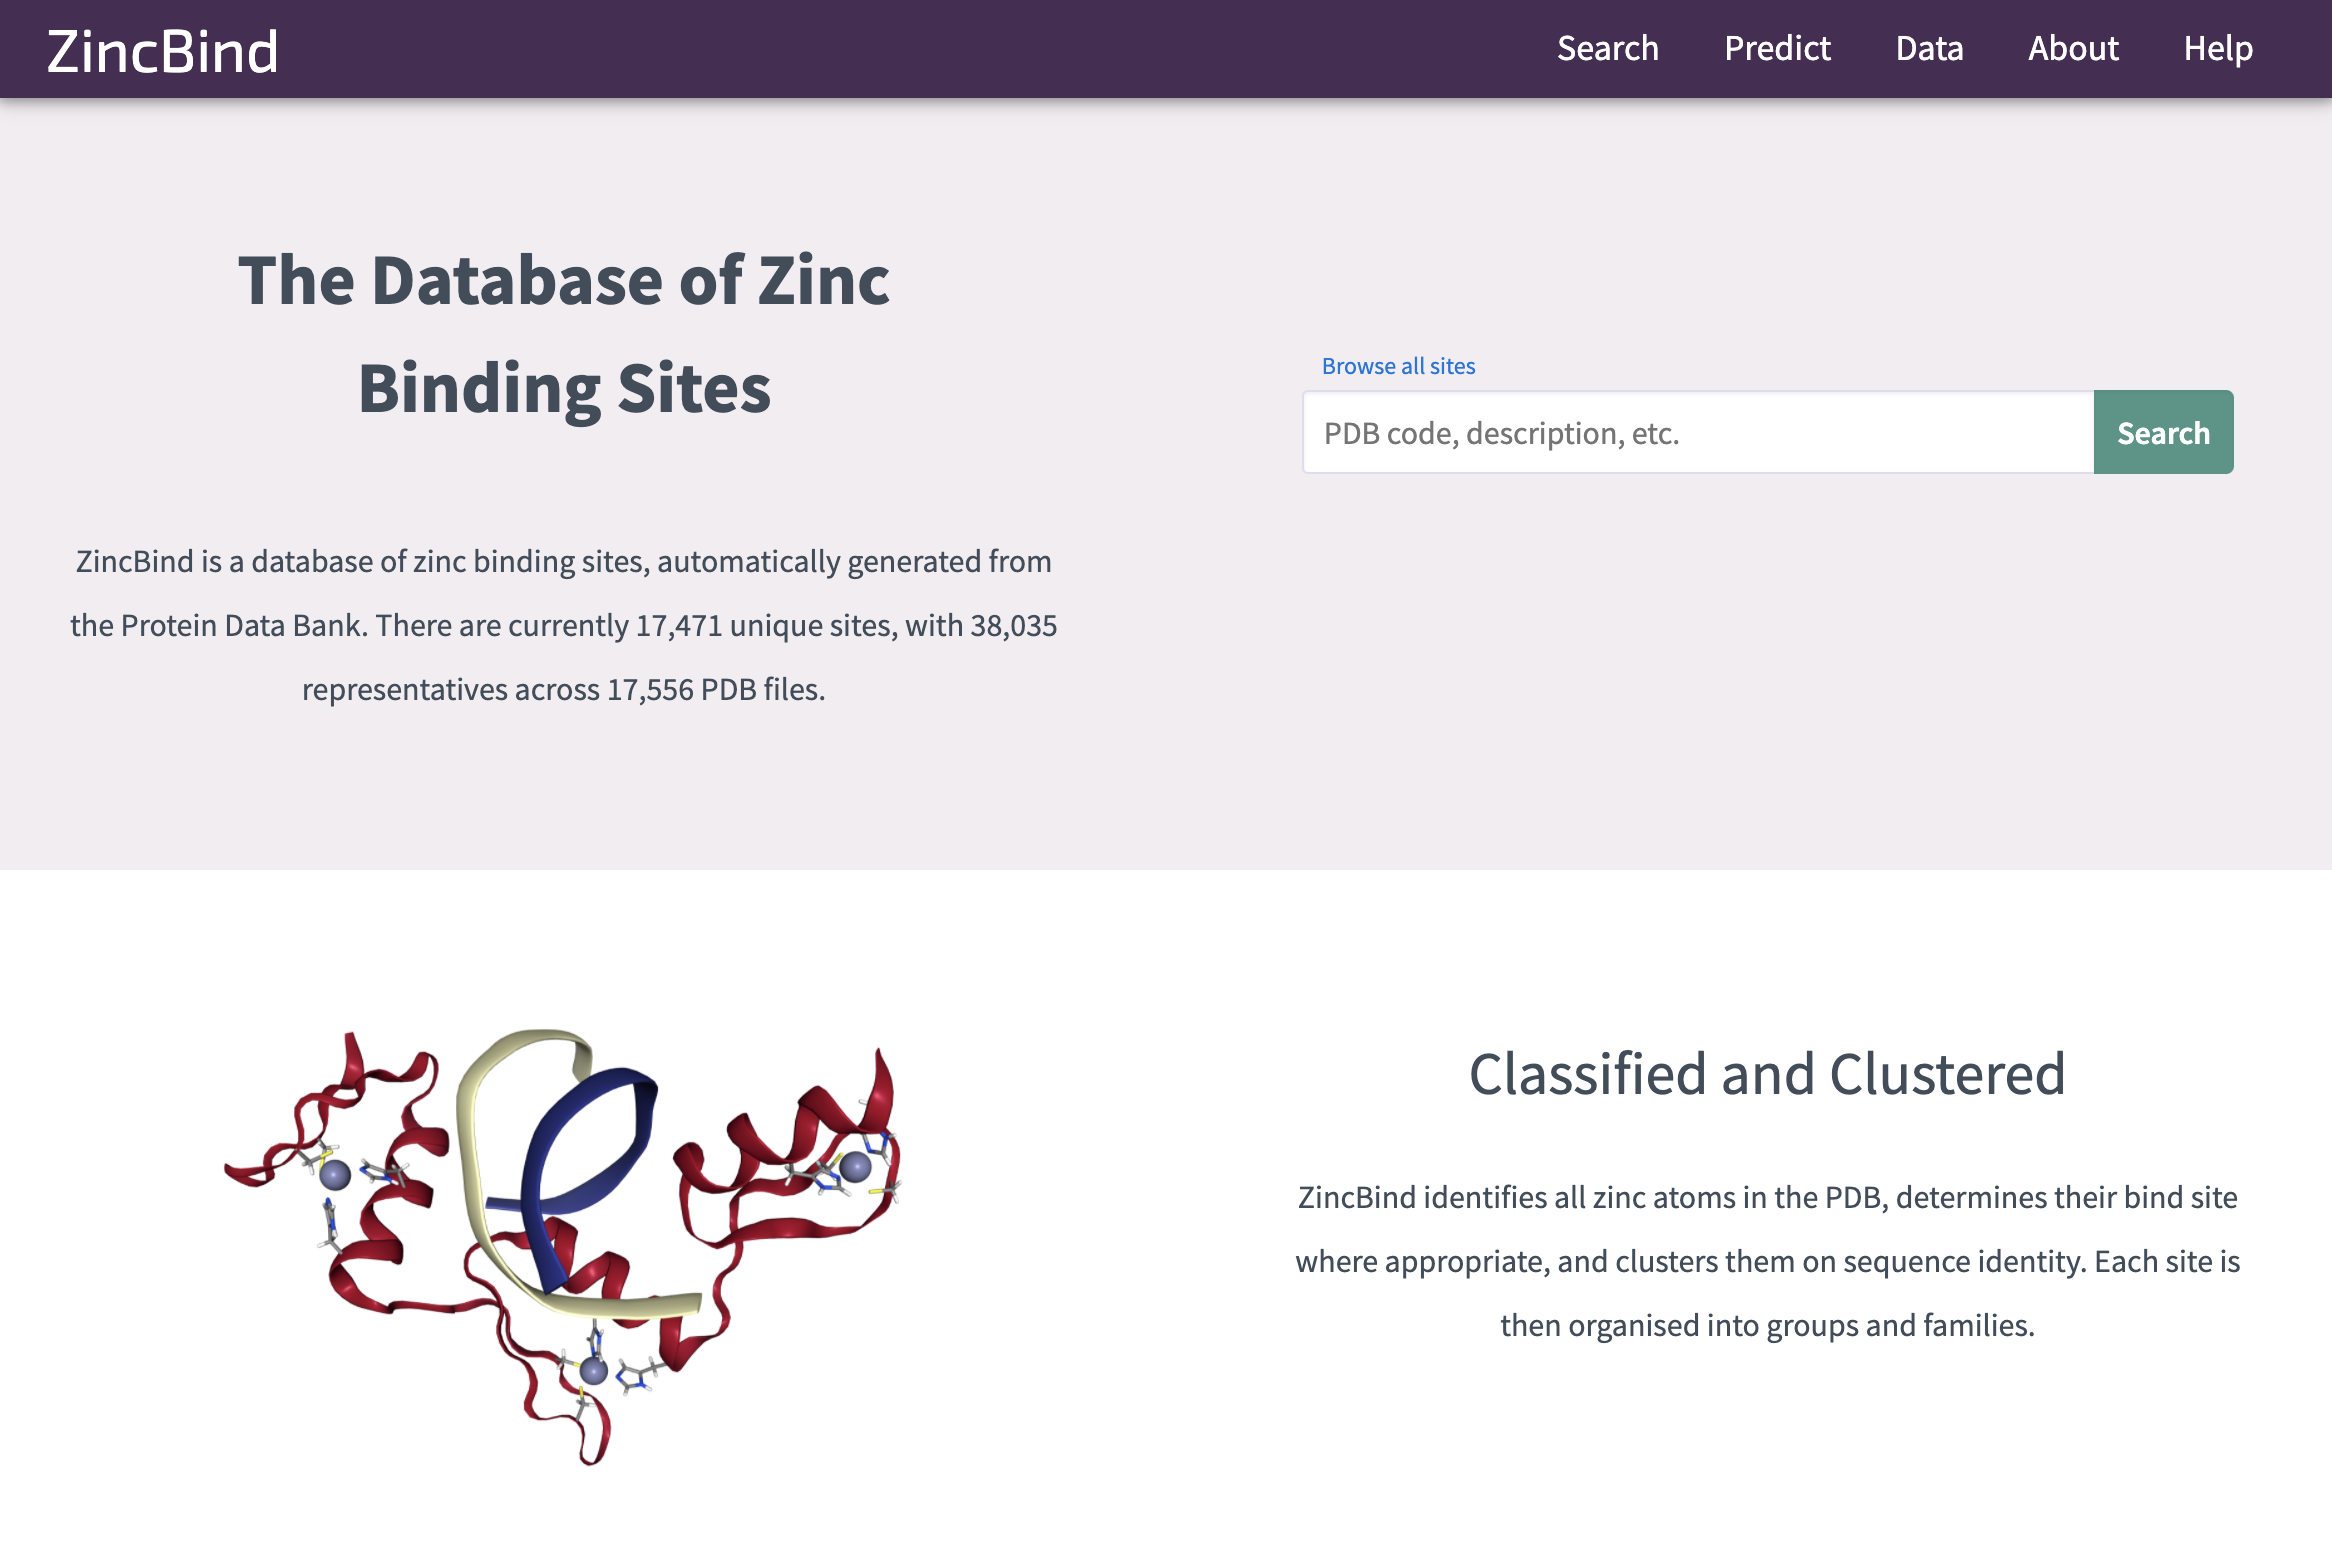 ZincBind
Search Predict Data About Help
The Database of Zinc
Binding Sites
ZincBind is a database of zinc binding sites, automatically generated from
the Protein Data Bank. There are currently 17,471 unique sites, with 38,035
representatives across 17,556 PDB files.
Browse all sites
PDB code, description, etc.
Search
Classified and Clustered
ZincBind identifies all zinc atoms in the PDB, determines their bind site
where appropriate, and clusters them on sequence identity. Each site is
then organised into groups and families.